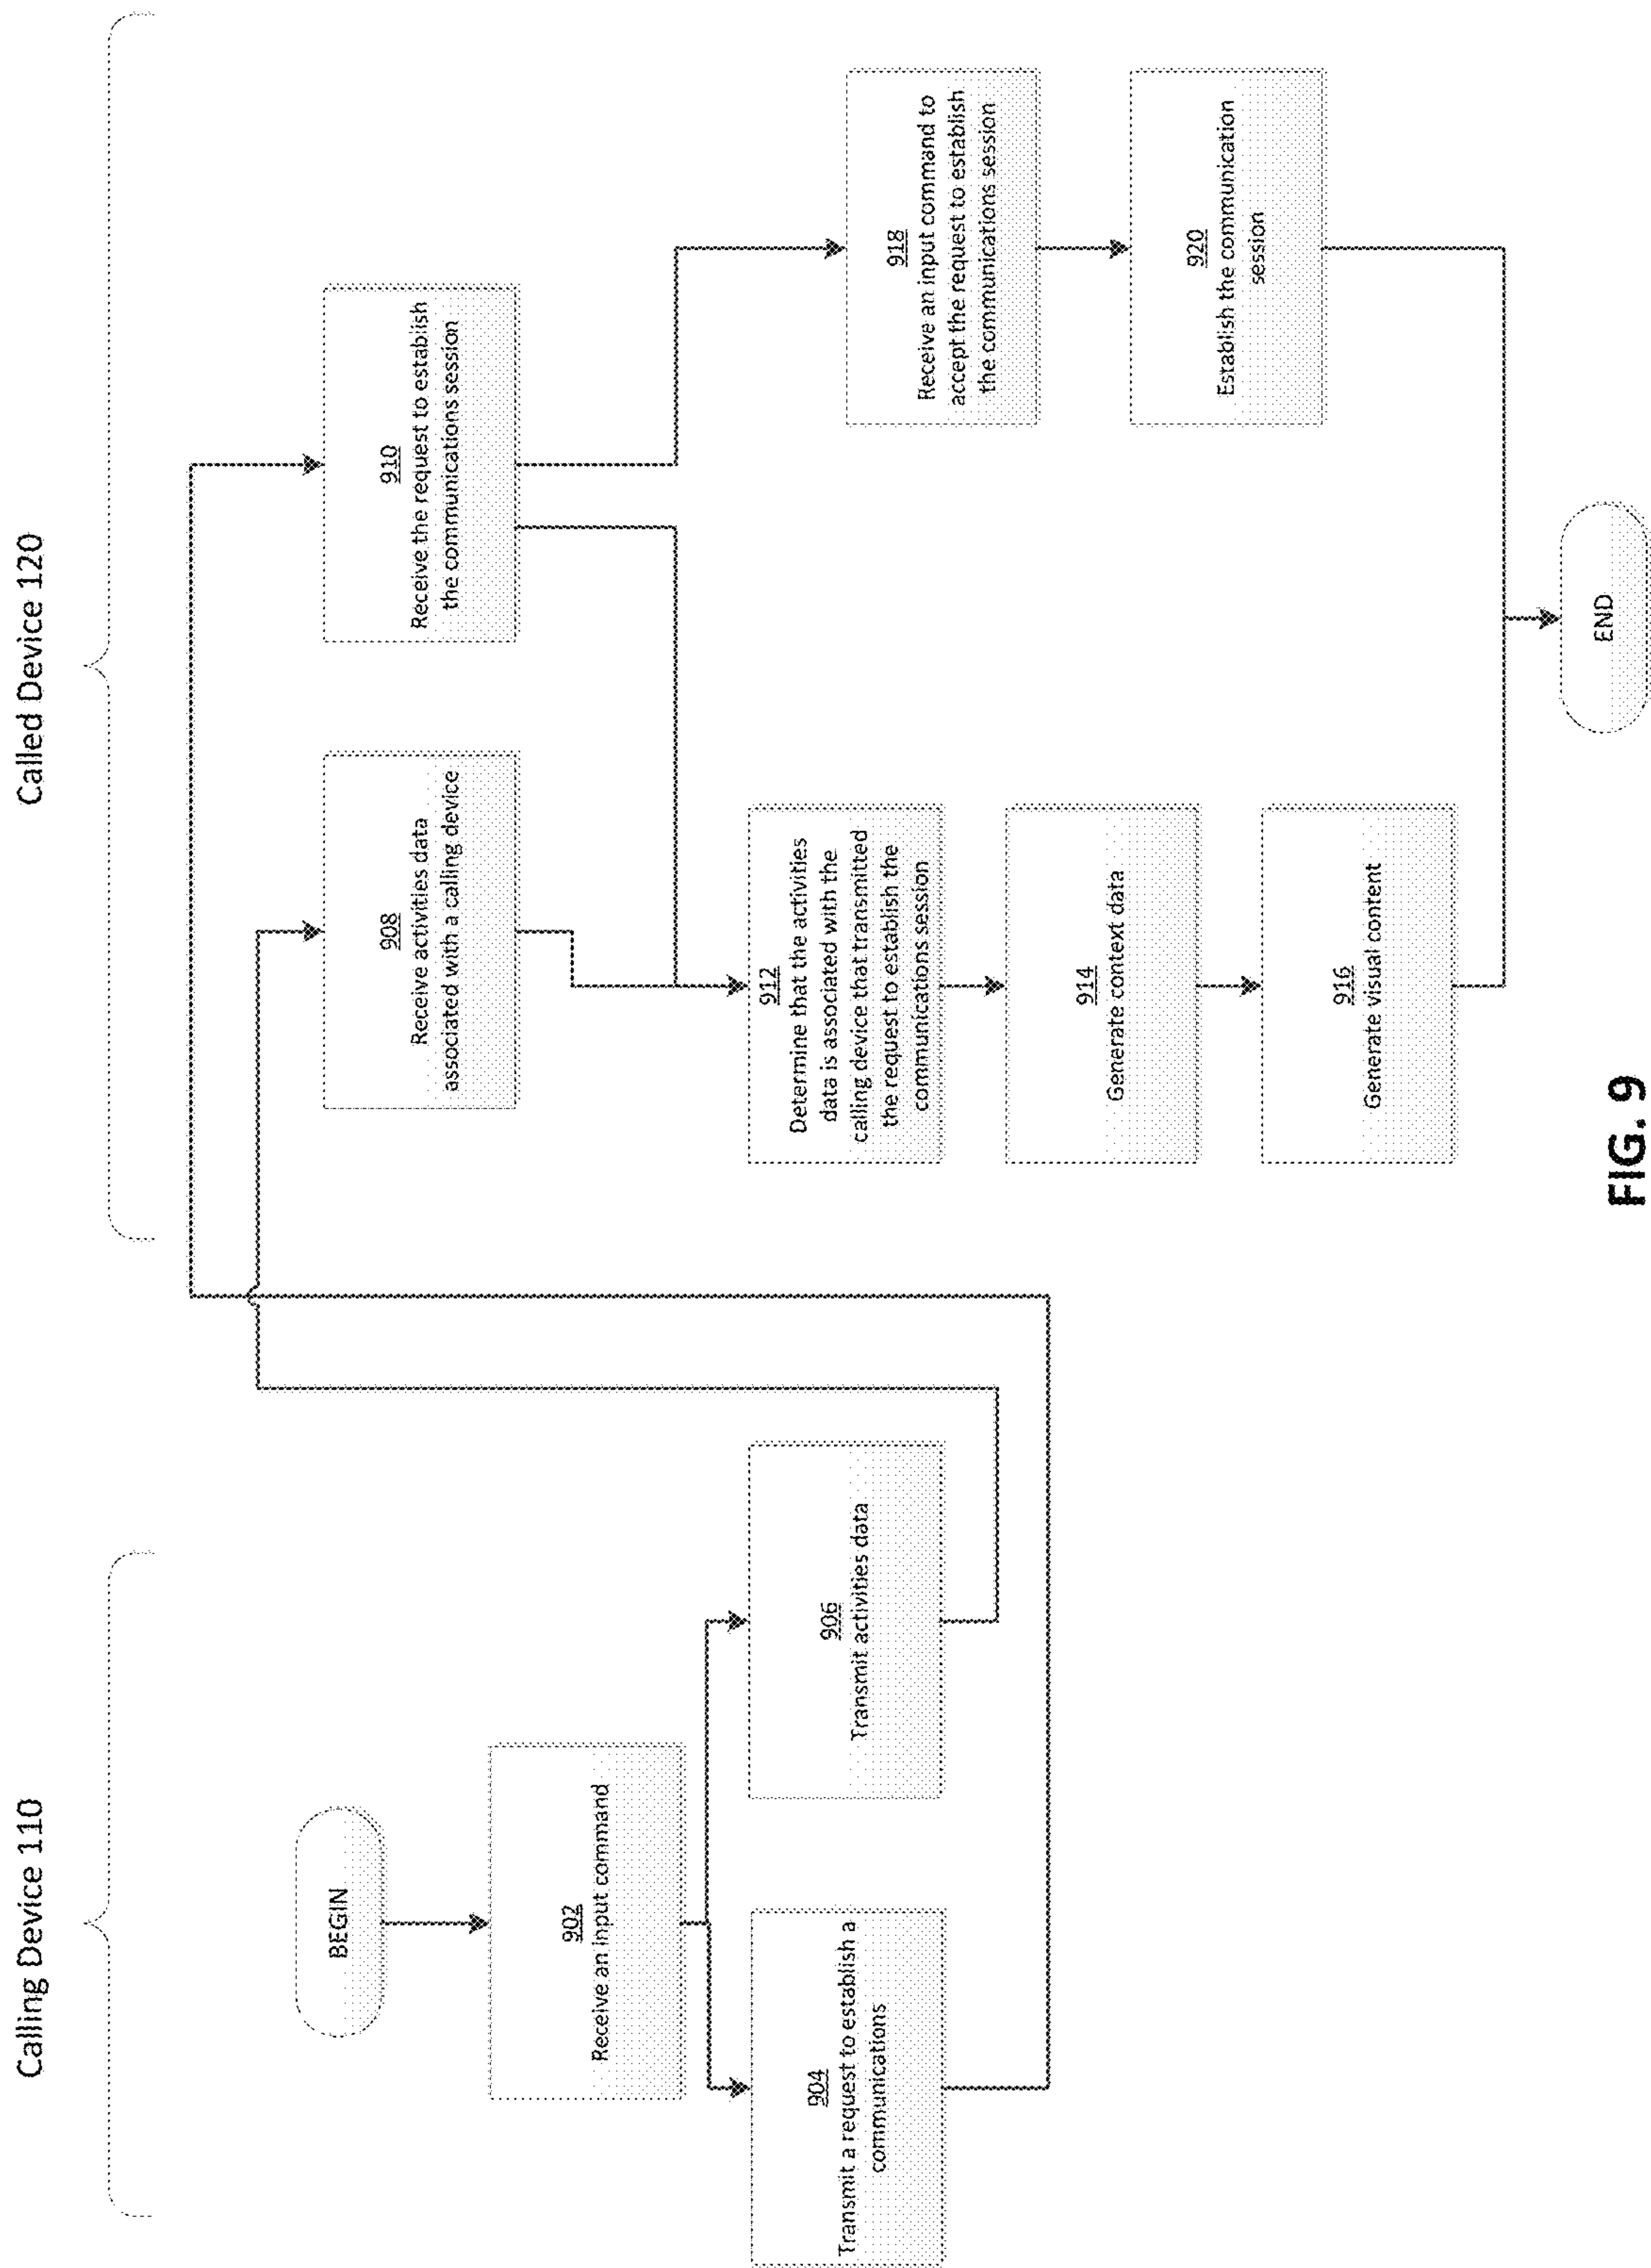 Calling Device 110
Called Device 120
BEGIN
902
Receive an input command
904
Transmit a request to establish a
communications
906
Transmit activities data
908
Receive activities data
associated with a calling device
910
Receive the request to establish
the communications session
912
Determine that the activities
data is associated with the
calling device that transmitted
the request to establish the
communications session
914
Generate context data
916
Generate visual content
918
Receive an input command to
accept the request to establish
the communications session
920
Establish the communication
session
END
FIG. 9